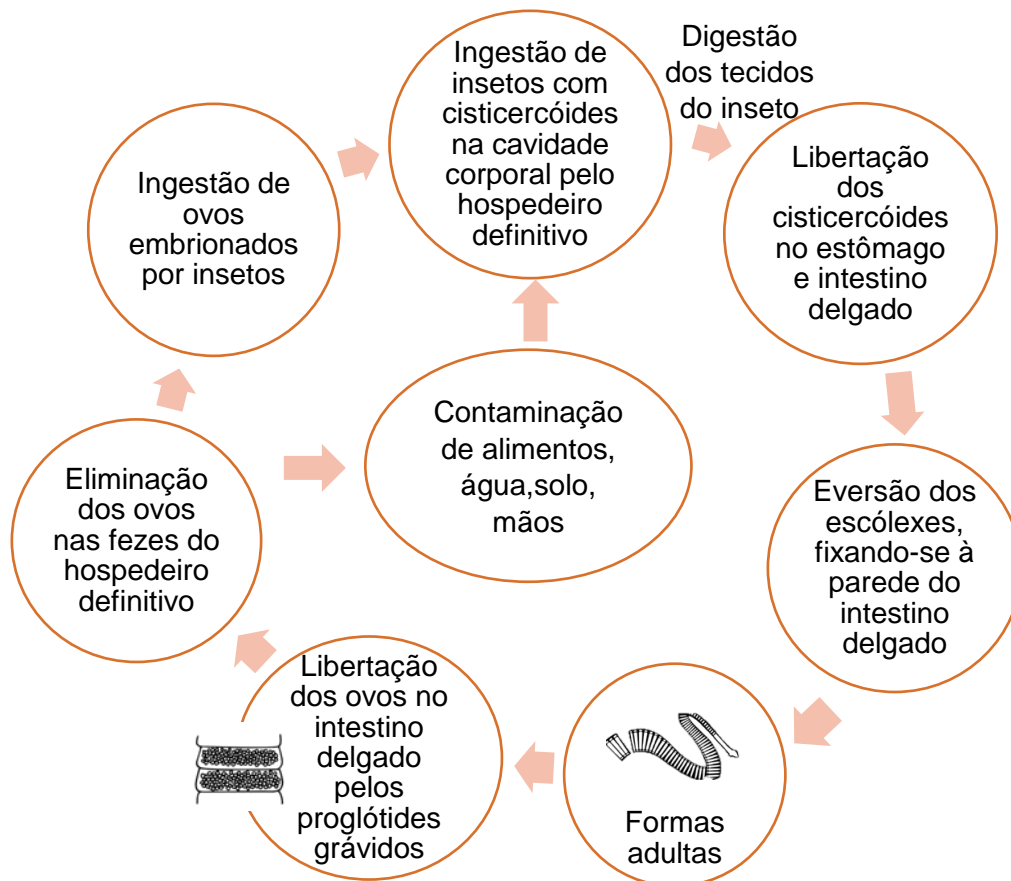 Ingestão de
insetos com
cisticercóides
na cavidade
corporal pelo
hospedeiro
definitivo
Digestão
dos tecidos
do inseto
Libertação
dos
cisticercóides
no estômago
e intestino
delgado
Eversão dos
escólexes,
fixando-se à
parede do
intestino
delgado
Formas
adultas
Libertação
dos ovos no
intestino
delgado
pelos
proglótides
grávidos
Eliminação
dos ovos
nas fezes do
hospedeiro
definitivo
Ingestão de
ovos
embrionados
por insetos
Contaminação
de alimentos,
água,solo,
mãos